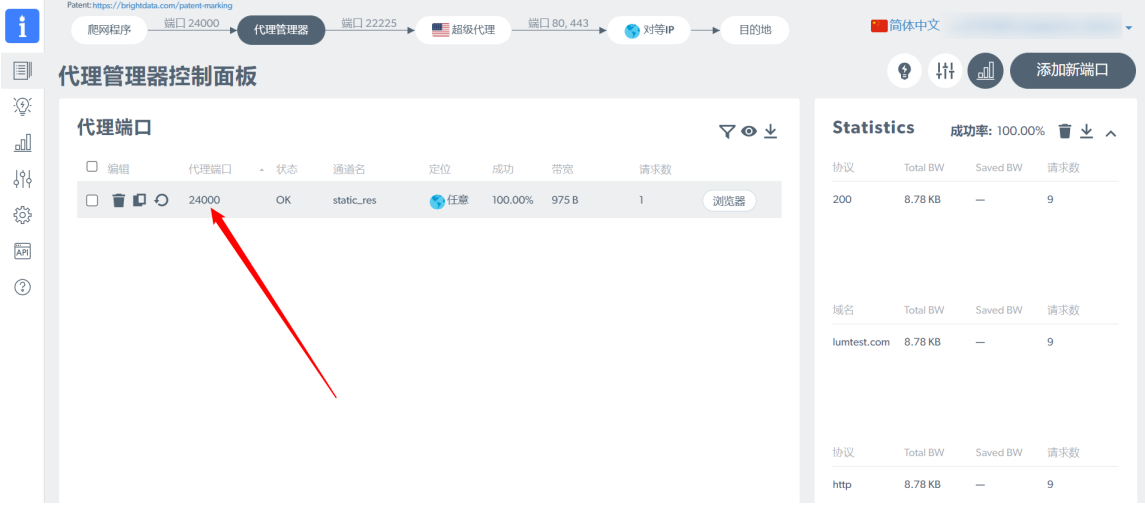 Patent:https://brightdata.com/patent-marking
爬网程序 端口 24000 代理管理器 端口 22225 超级代理 端口 80, 443 对等IP 目的地 简体中文
代理管理器控制面板 添加新端口
代理端口
编辑 代理端口 状态 通道名 定位 成功 带宽 请求数
24000 OK static_res 任意 100.00% 975 B 1 浏览器
Statistics 成功率: 100.00%
协议 Total BW Saved BW 请求数
200 8.78 KB — 9
域名 Total BW Saved BW 请求数
lumtest.com 8.78 KB — 9
协议 Total BW Saved BW 请求数
http 8.78 KB — 9
API